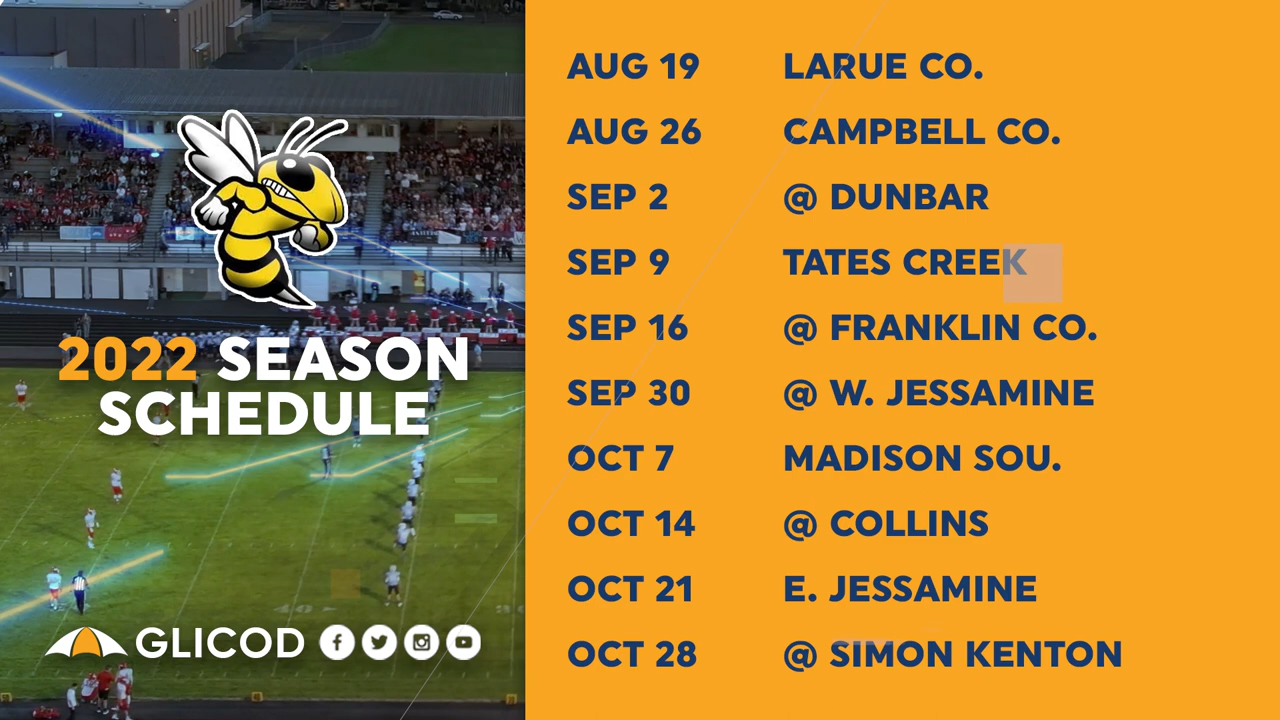 2022 SEASON
SCHEDULE
GLICOD
AUG 19 LARUE CO.
AUG 26 CAMPBELL CO.
SEP 2 @ DUNBAR
SEP 9 TATES CREEK
SEP 16 @ FRANKLIN CO.
SEP 30 @ W. JESSAMINE
OCT 7 MADISON SOU.
OCT 14 @ COLLINS
OCT 21 E. JESSAMINE
OCT 28 @ SIMON KENTON